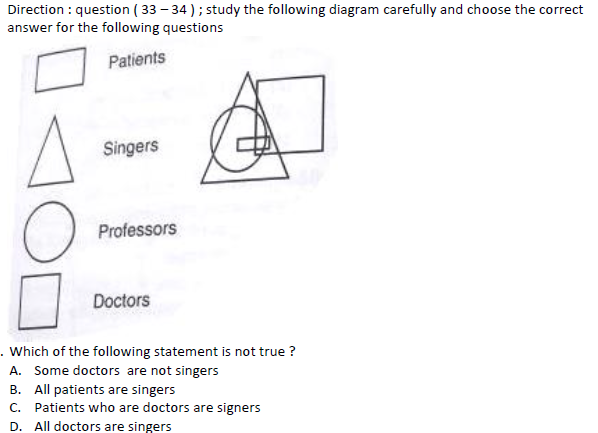 Direction : question ( 33 – 34 ) ; study the following diagram carefully and choose the correct
answer for the following questions
Patients
Singers
Professors
Doctors
. Which of the following statement is not true ?
A. Some doctors are not singers
B. All patients are singers
C. Patients who are doctors are signers
D. All doctors are singers